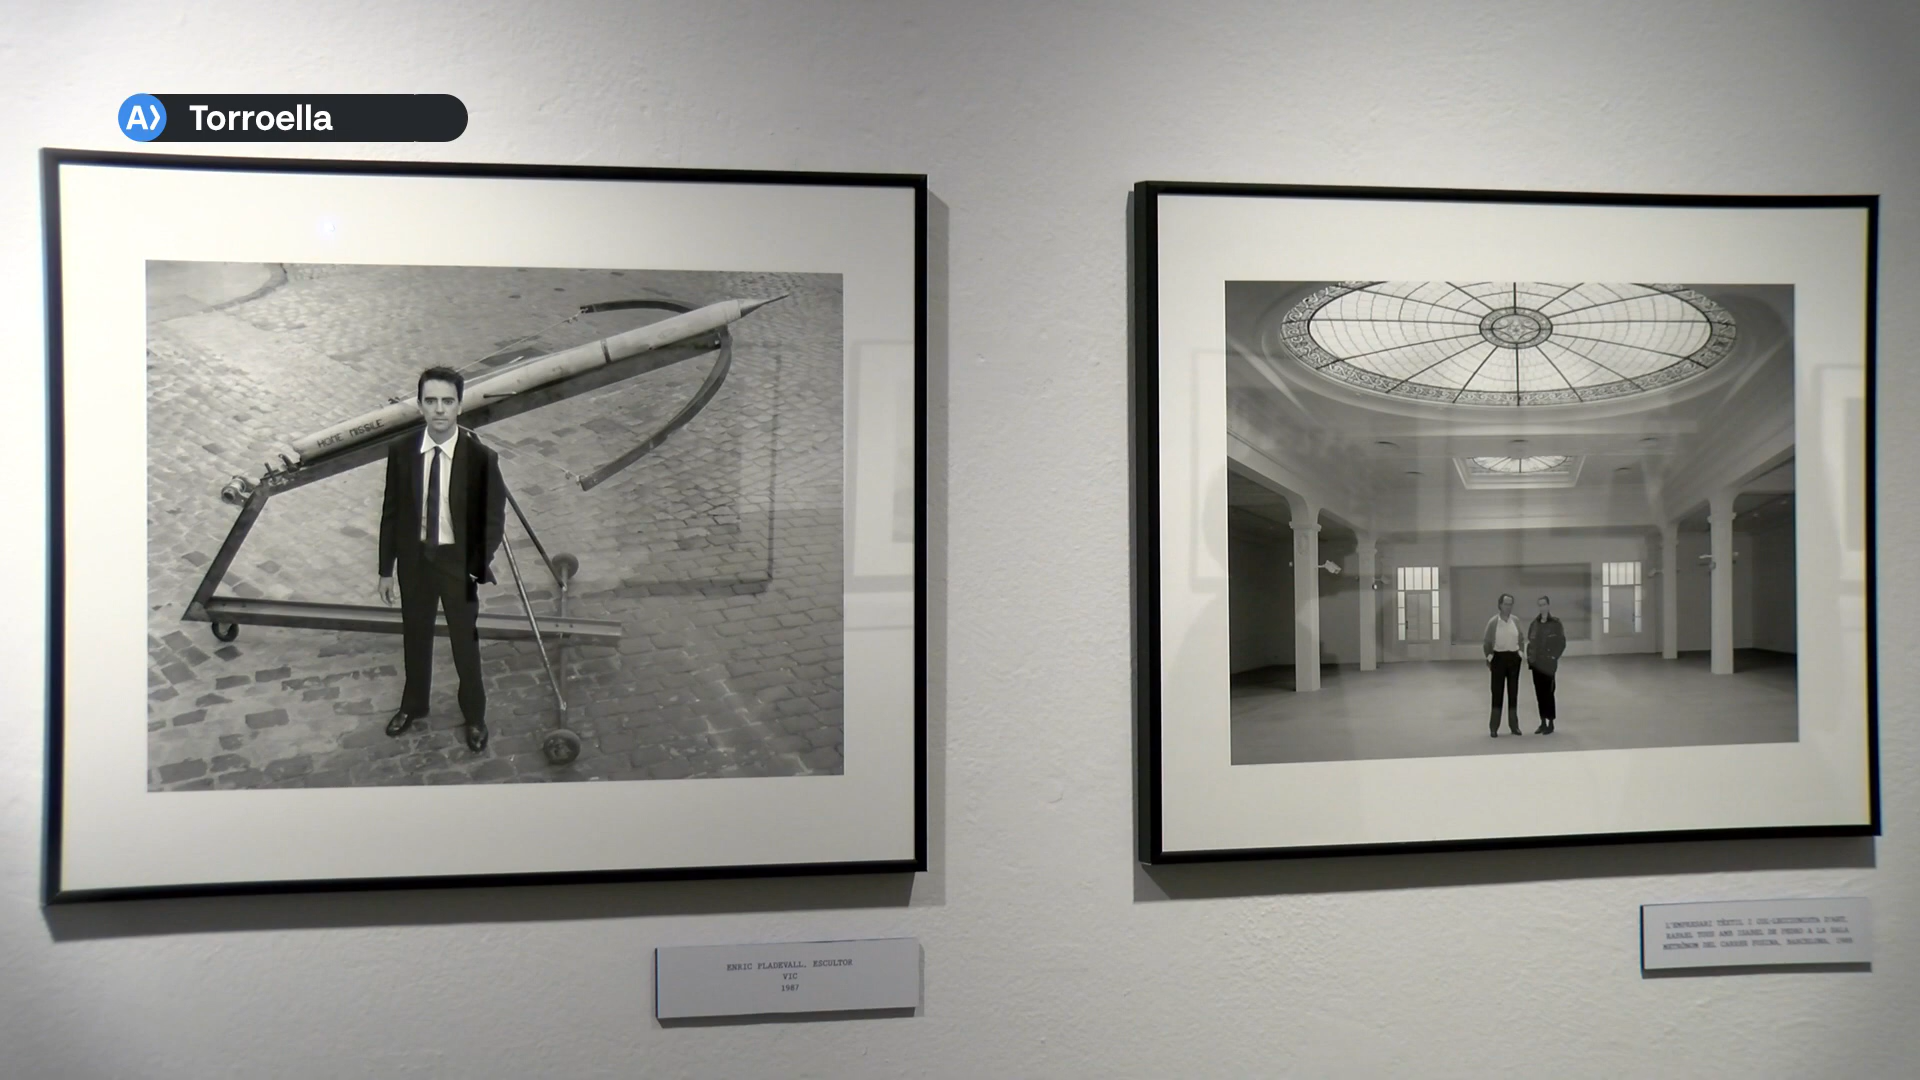 A⟩ Torroella
HOME MISSILE
ENRIC PLADEVALL, ESCULTOR
VIC
1987
L'EMPRESARI TÈXTIL I COL·LECCIONISTA D'ART,
RAFAEL TOUS AMB ISABEL DE PEDRO A LA SALA
METRÒNOM DEL CARRER FUSINA, BARCELONA,